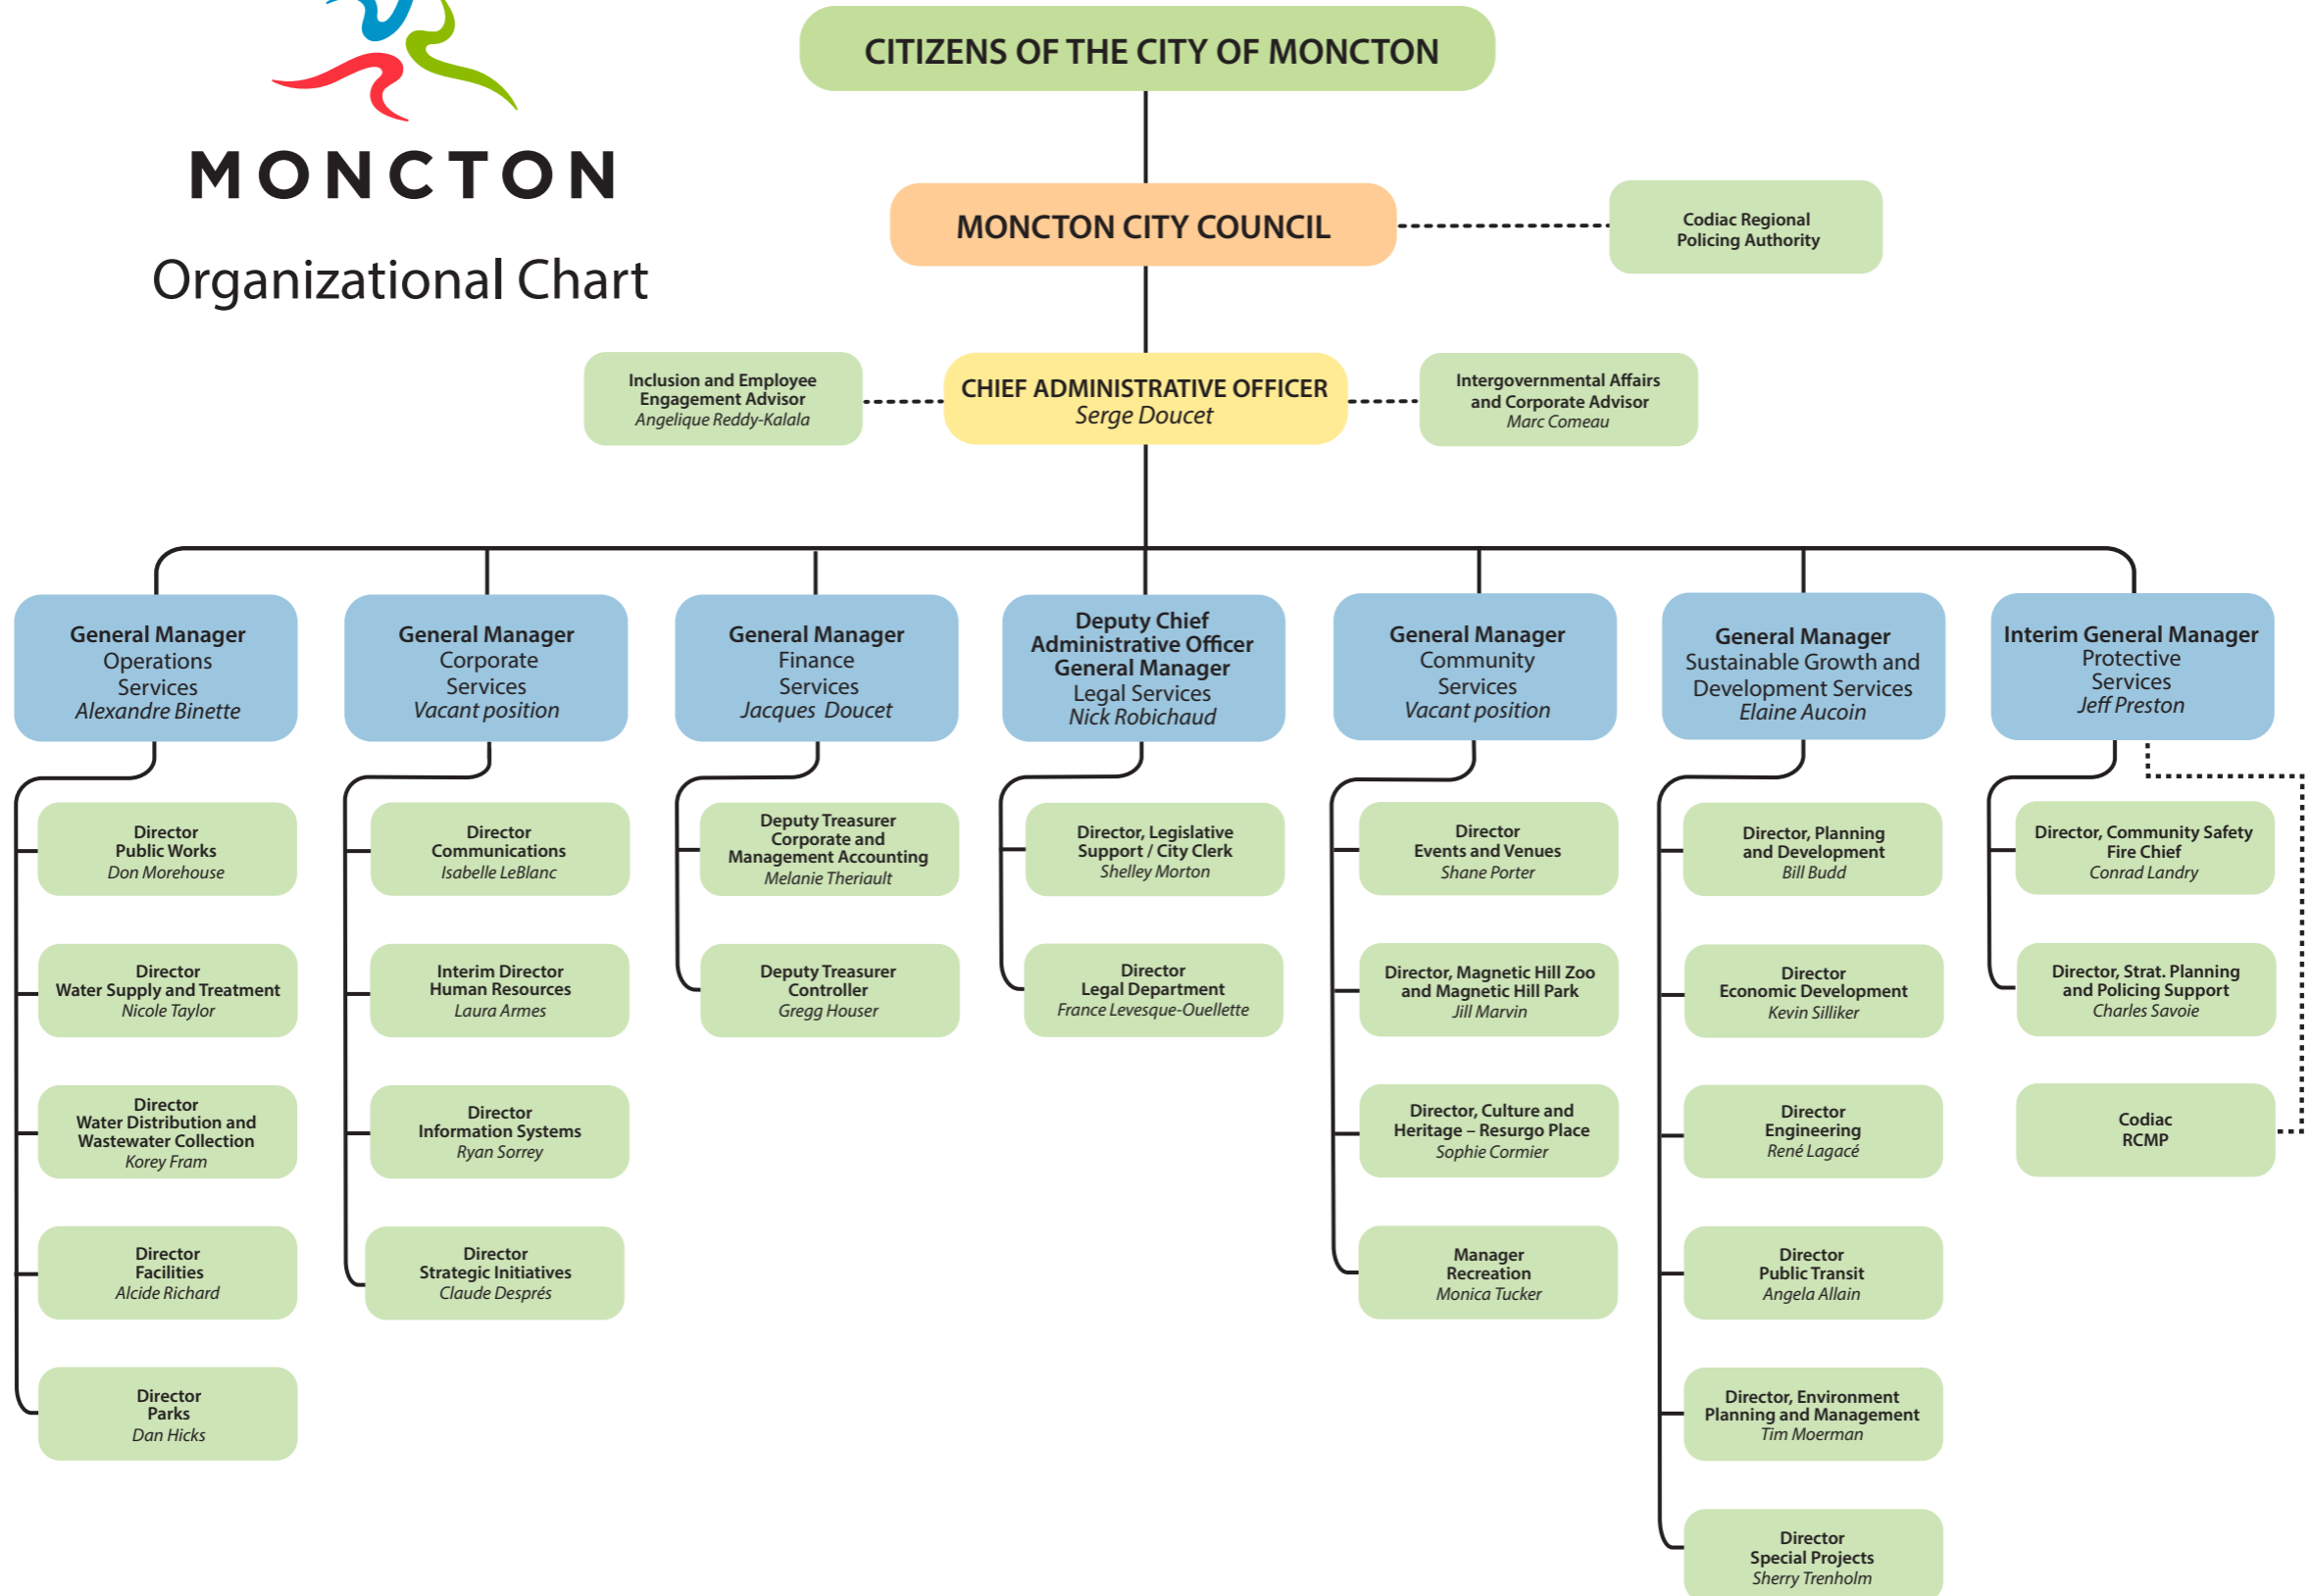 MONCTON
Organizational Chart
CITIZENS OF THE CITY OF MONCTON
MONCTON CITY COUNCIL
Codiac Regional
Policing Authority
Inclusion and Employee
Engagement Advisor
Angelique Reddy-Kalala
CHIEF ADMINISTRATIVE OFFICER
Serge Doucet
Intergovernmental Affairs
and Corporate Advisor
Marc Comeau
General Manager
Operations
Services
Alexandre Binette
Director
Public Works
Don Morehouse
Director
Water Supply and Treatment
Nicole Taylor
Director
Water Distribution and
Wastewater Collection
Korey Fram
Director
Facilities
Alcide Richard
Director
Parks
Dan Hicks
General Manager
Corporate
Services
Vacant position
Director
Communications
Isabelle LeBlanc
Interim Director
Human Resources
Laura Armes
Director
Information Systems
Ryan Sorrey
Director
Strategic Initiatives
Claude Després
General Manager
Finance
Services
Jacques Doucet
Deputy Treasurer
Corporate and
Management Accounting
Melanie Theriault
Deputy Treasurer
Controller
Gregg Houser
Deputy Chief
Administrative Officer
General Manager
Legal Services
Nick Robichaud
Director, Legislative
Support / City Clerk
Shelley Morton
Director
Legal Department
France Levesque-Ouellette
General Manager
Community
Services
Vacant position
Director
Events and Venues
Shane Porter
Director, Magnetic Hill Zoo
and Magnetic Hill Park
Jill Marvin
Director, Culture and
Heritage – Resurgo Place
Sophie Cormier
Manager
Recreation
Monica Tucker
General Manager
Sustainable Growth and
Development Services
Elaine Aucoin
Director, Planning
and Development
Bill Budd
Director
Economic Development
Kevin Silliker
Director
Engineering
René Lagacé
Director
Public Transit
Angela Allain
Director, Environment
Planning and Management
Tim Moerman
Director
Special Projects
Sherry Trenholm
Interim General Manager
Protective
Services
Jeff Preston
Director, Community Safety
Fire Chief
Conrad Landry
Director, Strat. Planning
and Policing Support
Charles Savoie
Codiac
RCMP